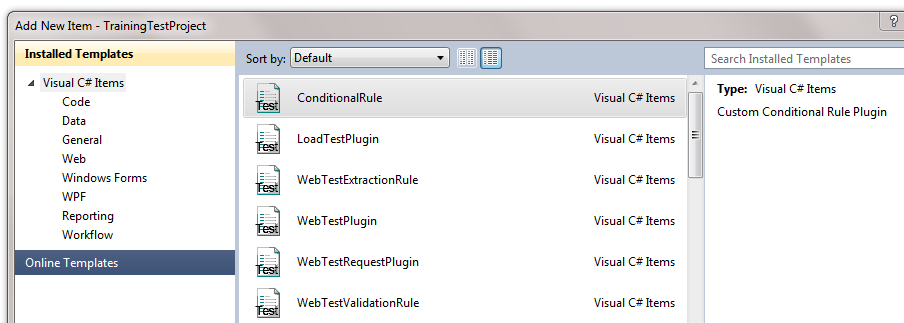 Add New Item - TrainingTestProject
?
Installed Templates
Visual C# Items
Code
Data
General
Web
Windows Forms
WPF
Reporting
Workflow
Online Templates
Sort by: Default
Test ConditionalRule Visual C# Items
Test LoadTestPlugin Visual C# Items
Test WebTestExtractionRule Visual C# Items
Test WebTestPlugin Visual C# Items
Test WebTestRequestPlugin Visual C# Items
Test WebTestValidationRule Visual C# Items
Search Installed Templates
Type: Visual C# Items
Custom Conditional Rule Plugin